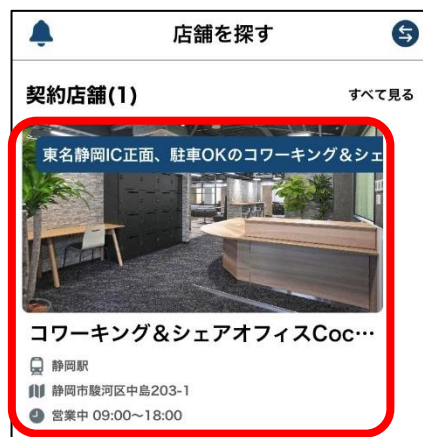 店舗を探す
契約店舗(1)
すべて見る
東名静岡IC正面、駐車OKのコワーキング&シェ
コワーキング&シェアオフィスCoc…
静岡駅
静岡市駿河区中島203-1
営業中 09:00～18:00